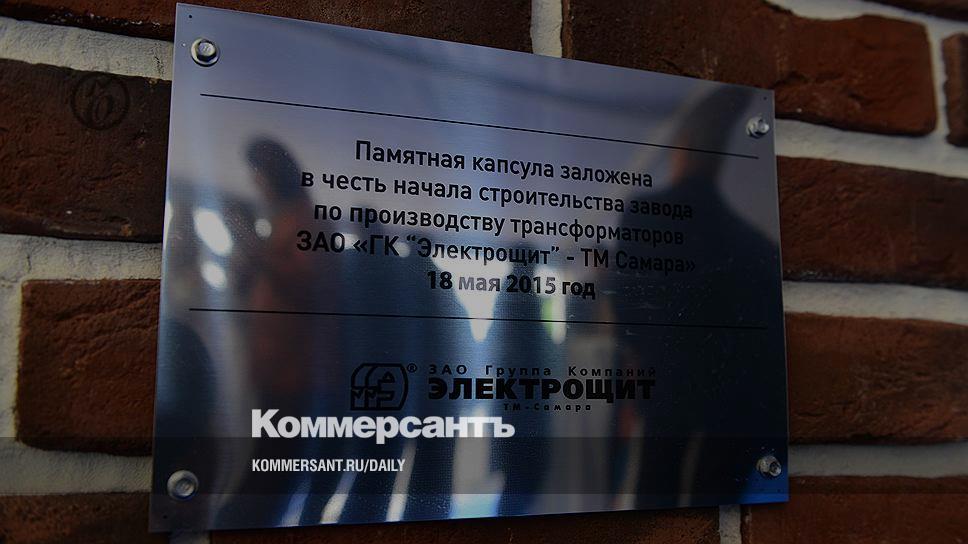 Памятная капсула заложена
в честь начала строительства завода
по производству трансформаторов
ЗАО «ГК "Электрощит" - ТМ Самара»
18 мая 2015 год
® ЗАО Группа Компаний
ЭЛЕКТРОЩИТ
ТМ-Самара
Коммерсантъ
KOMMERSANT.RU/DAILY